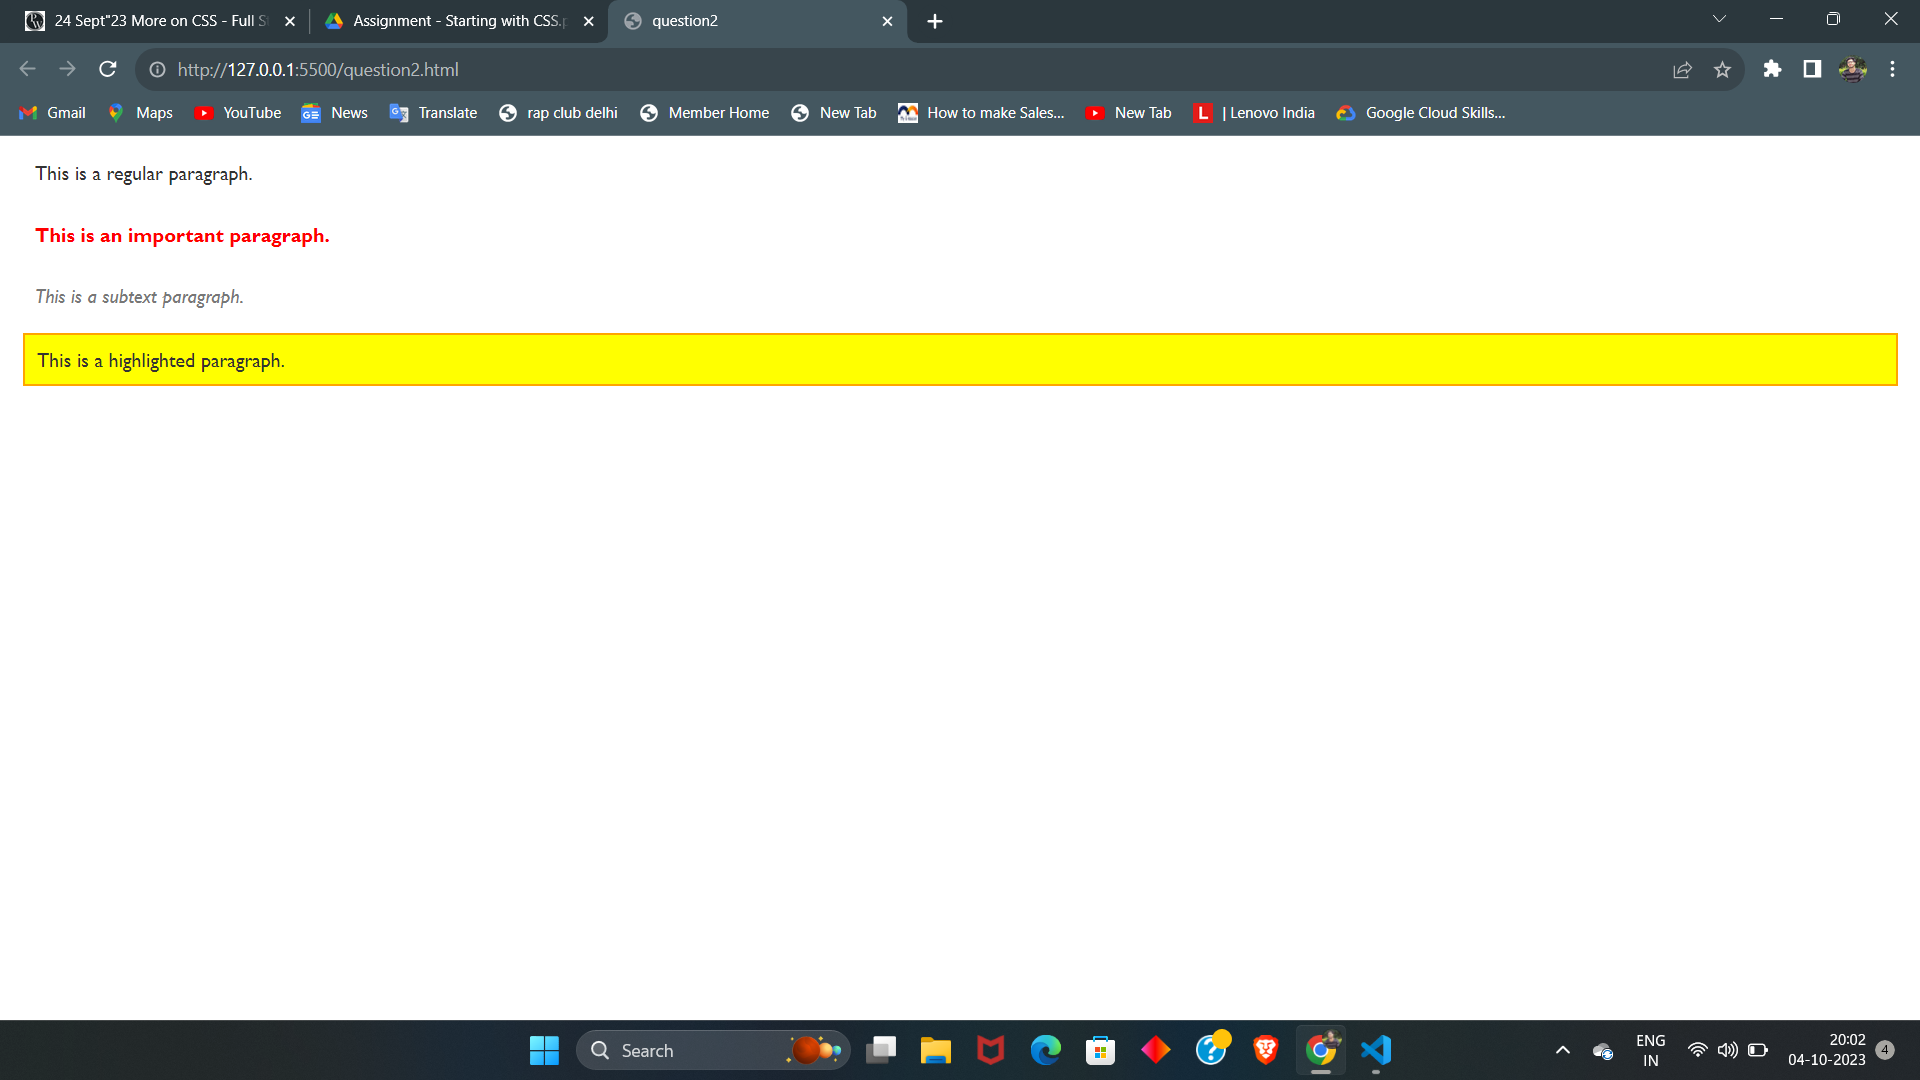 24 Sept"23 More on CSS - Full St
Assignment - Starting with CSS.p
question2
http://127.0.0.1:5500/question2.html
Gmail
Maps
YouTube
News
Translate
rap club delhi
Member Home
New Tab
How to make Sales...
New Tab
| Lenovo India
Google Cloud Skills...
This is a regular paragraph.
This is an important paragraph.
This is a subtext paragraph.
This is a highlighted paragraph.
Search
ENG
IN
20:02
04-10-2023
4